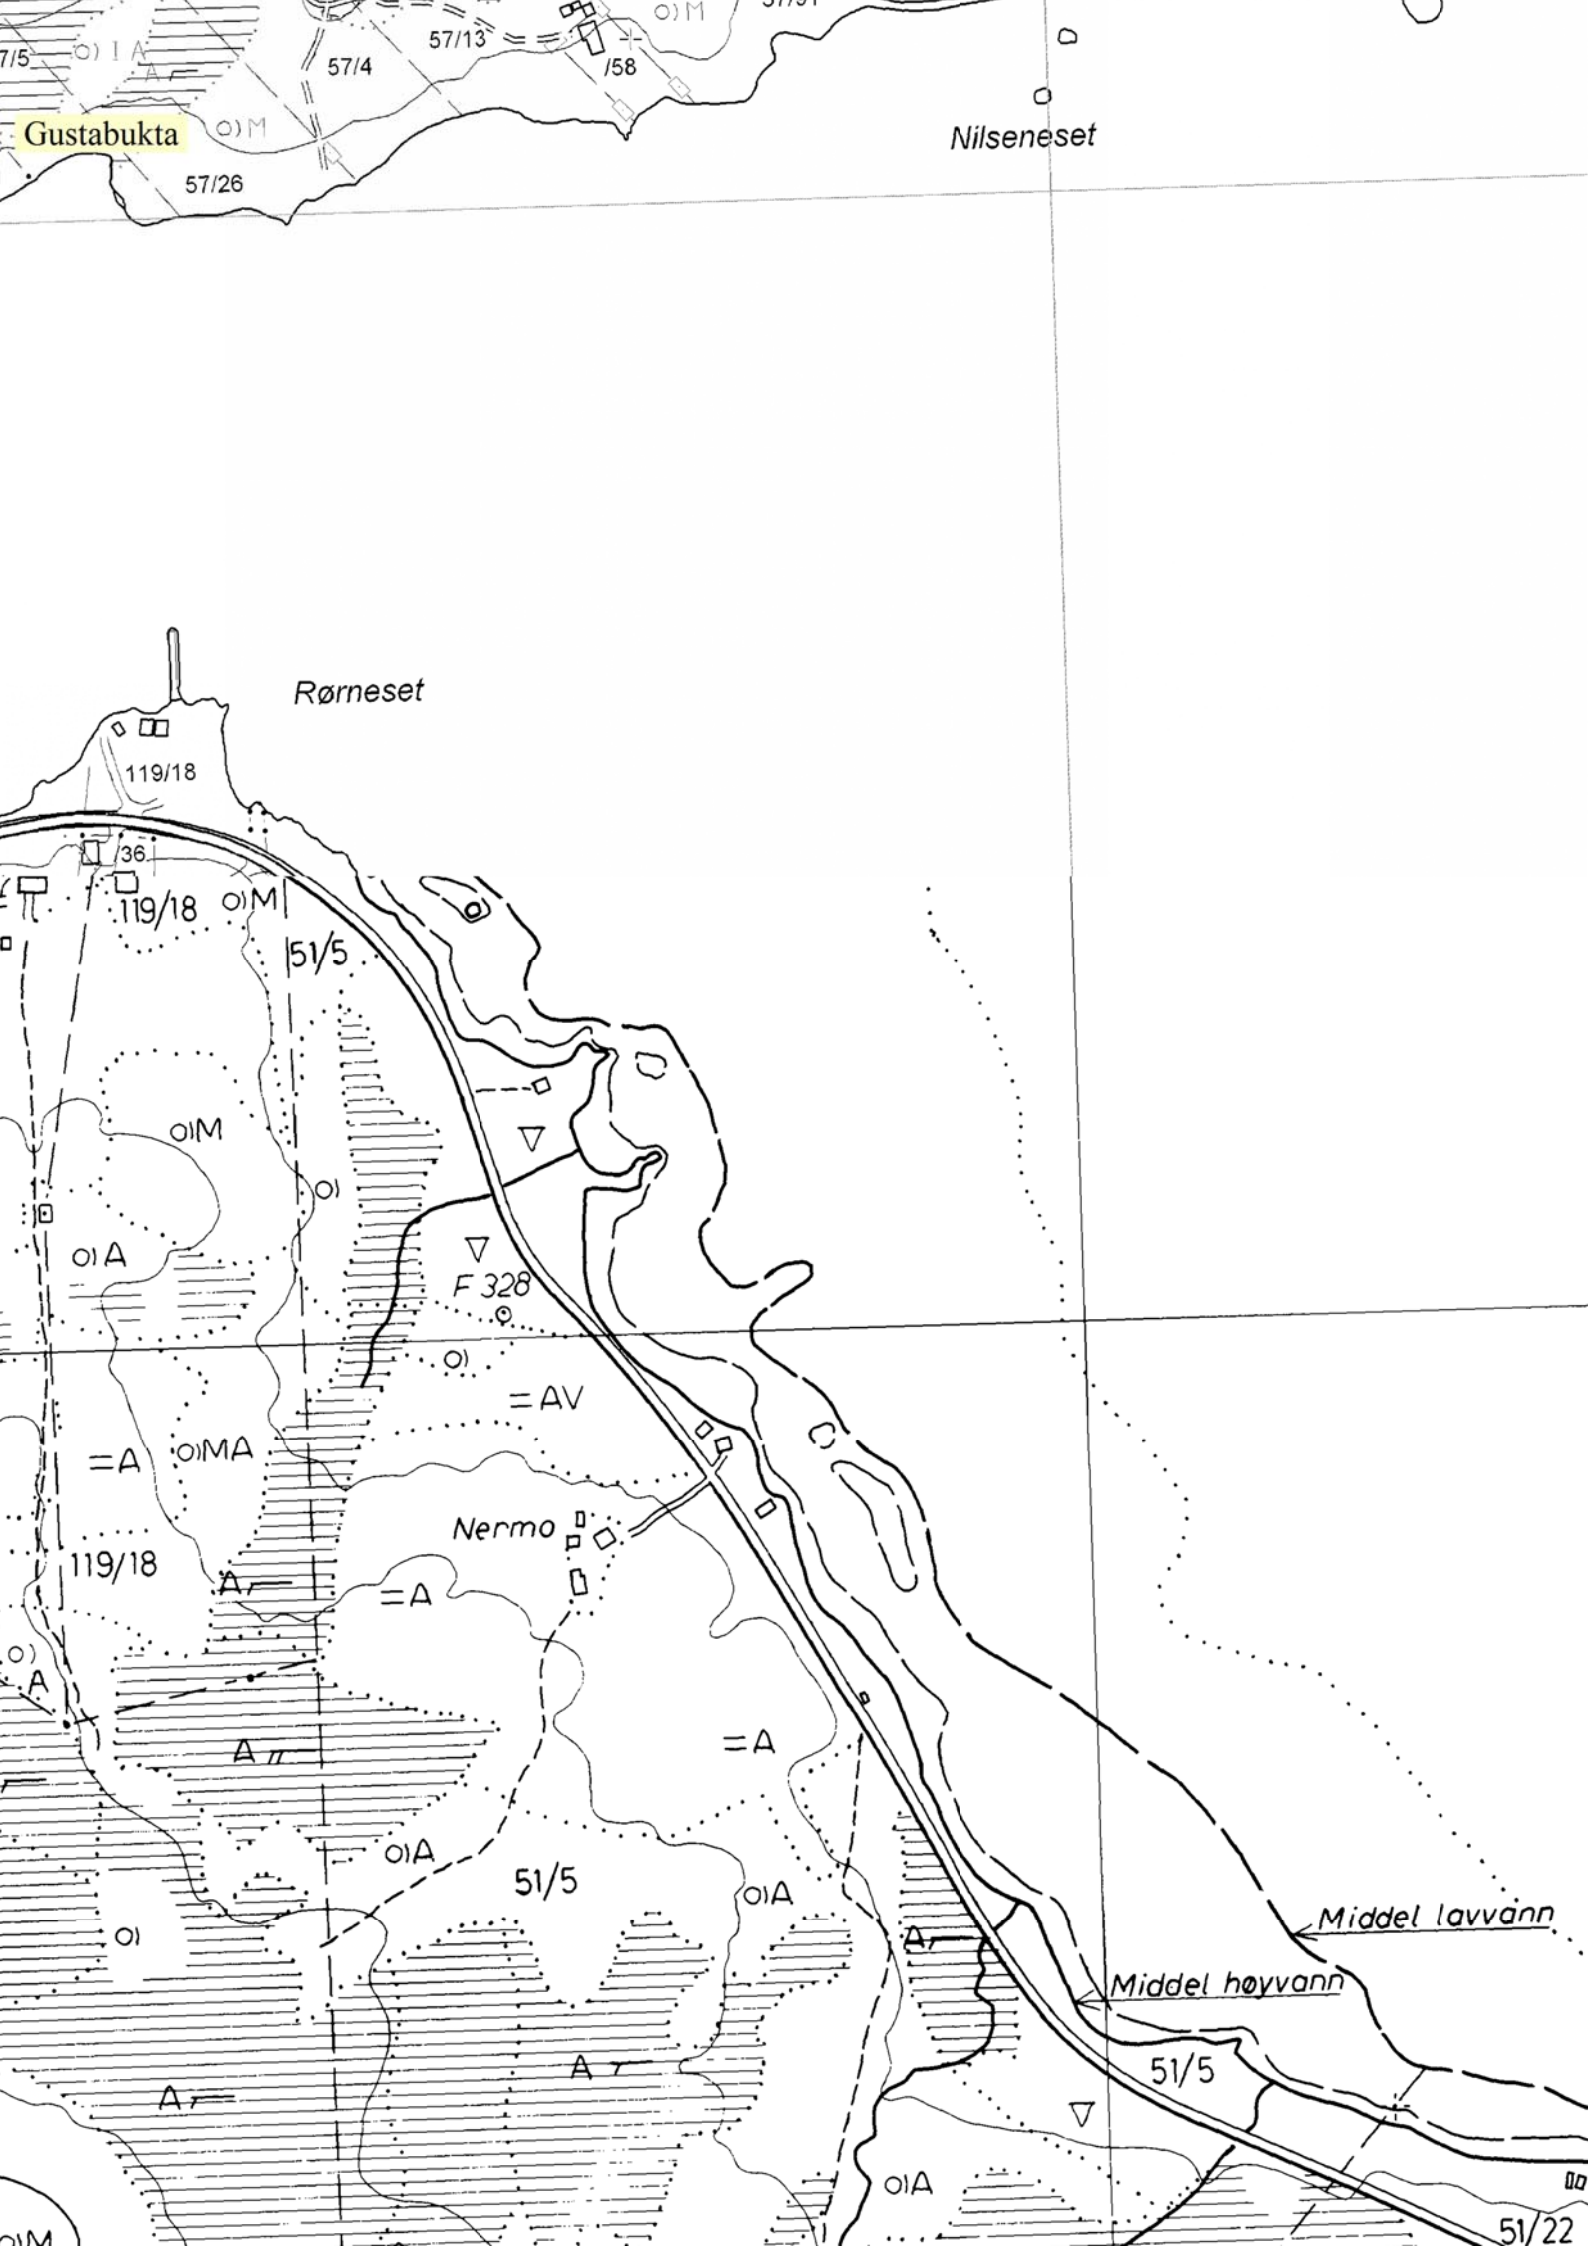 O)M
57/13
7/5
O) I A
57/4
/58
A
Gustabukta
O)M
Nilseneset
57/26
Rørneset
119/18
/36
119/18
O)M
51/5
O)M
O)
O)A
F 328
O)
=AV
=A
O)MA
Nermo
119/18
A
=A
O)
A
=A
A
O)A
51/5
O)A
O)
Middel lavvann
A
Middel høyvann
51/5
A
A
O)A
O)M
51/22